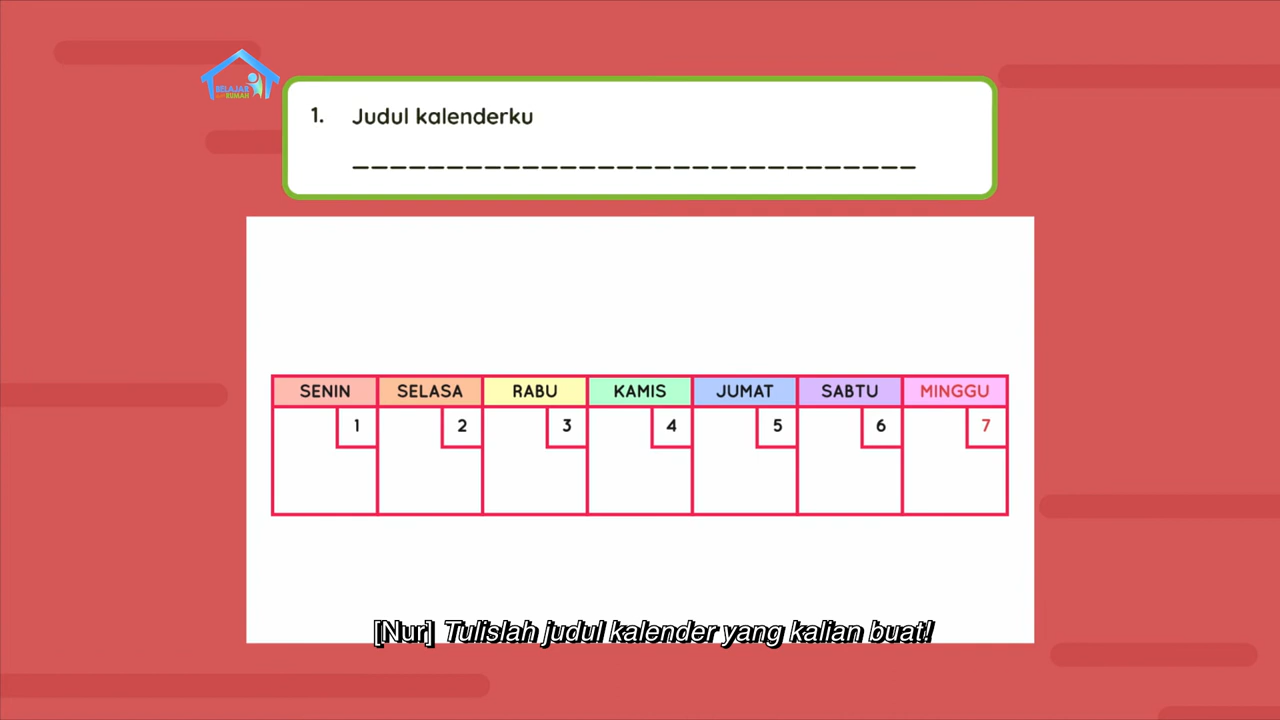 BELAJAR
RUMAH
1. Judul kalenderku
SENIN SELASA RABU KAMIS JUMAT SABTU MINGGU
1 2 3 4 5 6 7
[Nur] Tulislah judul kalender yang kalian buat!